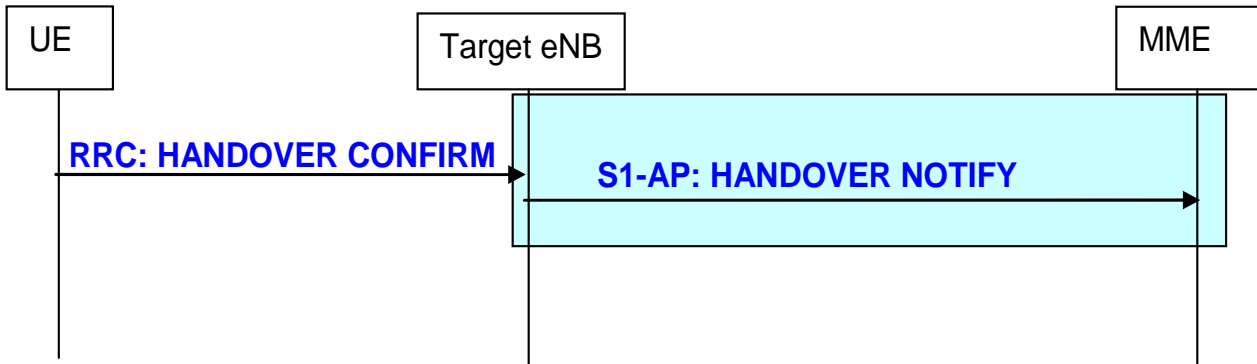 UE
Target eNB
MME
RRC: HANDOVER CONFIRM
S1-AP: HANDOVER NOTIFY